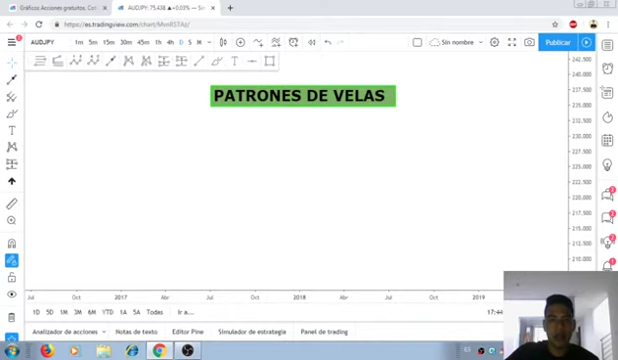 Gráficos Acciones gratuitos, Coti
AUDJPY: 75.438 ▲+0.03% — Sin
https://es.tradingview.com/chart/
AUDJPY 1m 5m 15m 30m 45m 1h 4h D S M Sin nombre Publicar
242.500
240.000
PATRONES DE VELAS
237.500
235.000
232.500
230.000
227.500
225.000
222.500
220.000
217.500
215.000
212.500
210.000
Jul Oct 2017 Abr Jul Oct 2018 Abr Jul Oct 2019
1D 5D 1M 3M 6M YTD 1A 5A Todas Ir a... 17:44
Analizador de acciones Notas de texto Editor Pine Simulador de estrategia Panel de trading
ES